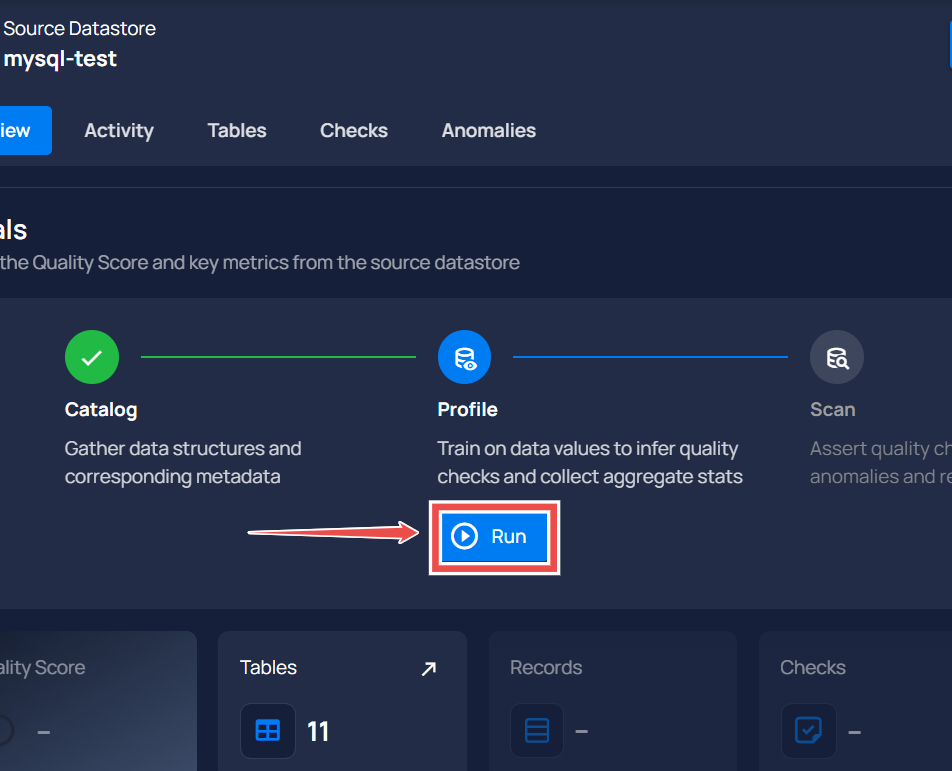 Source Datastore
mysql-test
iew
Activity
Tables
Checks
Anomalies
als
the Quality Score and key metrics from the source datastore
Catalog
Gather data structures and
corresponding metadata
Profile
Train on data values to infer quality
checks and collect aggregate stats
Run
Scan
Assert quality ch
anomalies and re
ality Score
–
Tables
11
Records
–
Checks
–